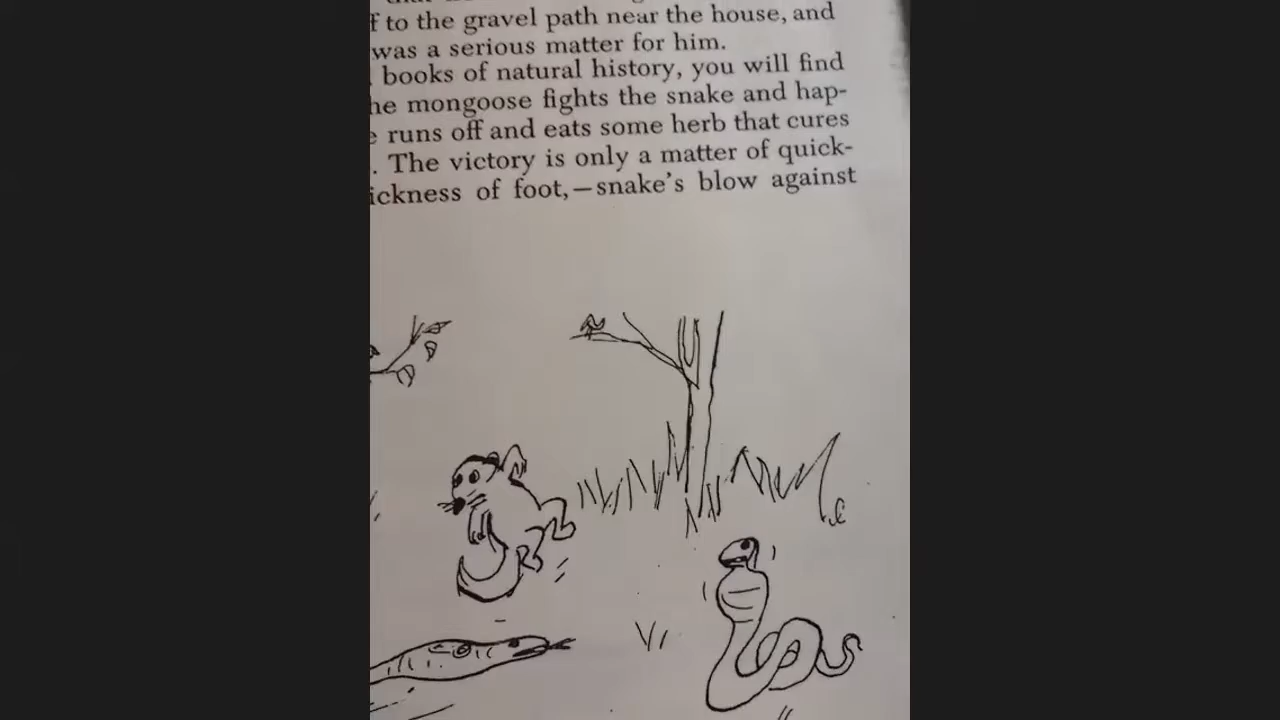 f to the gravel path near the house, and
was a serious matter for him.
books of natural history, you will find
he mongoose fights the snake and hap-
e runs off and eats some herb that cures
. The victory is only a matter of quick-
ickness of foot,—snake's blow against